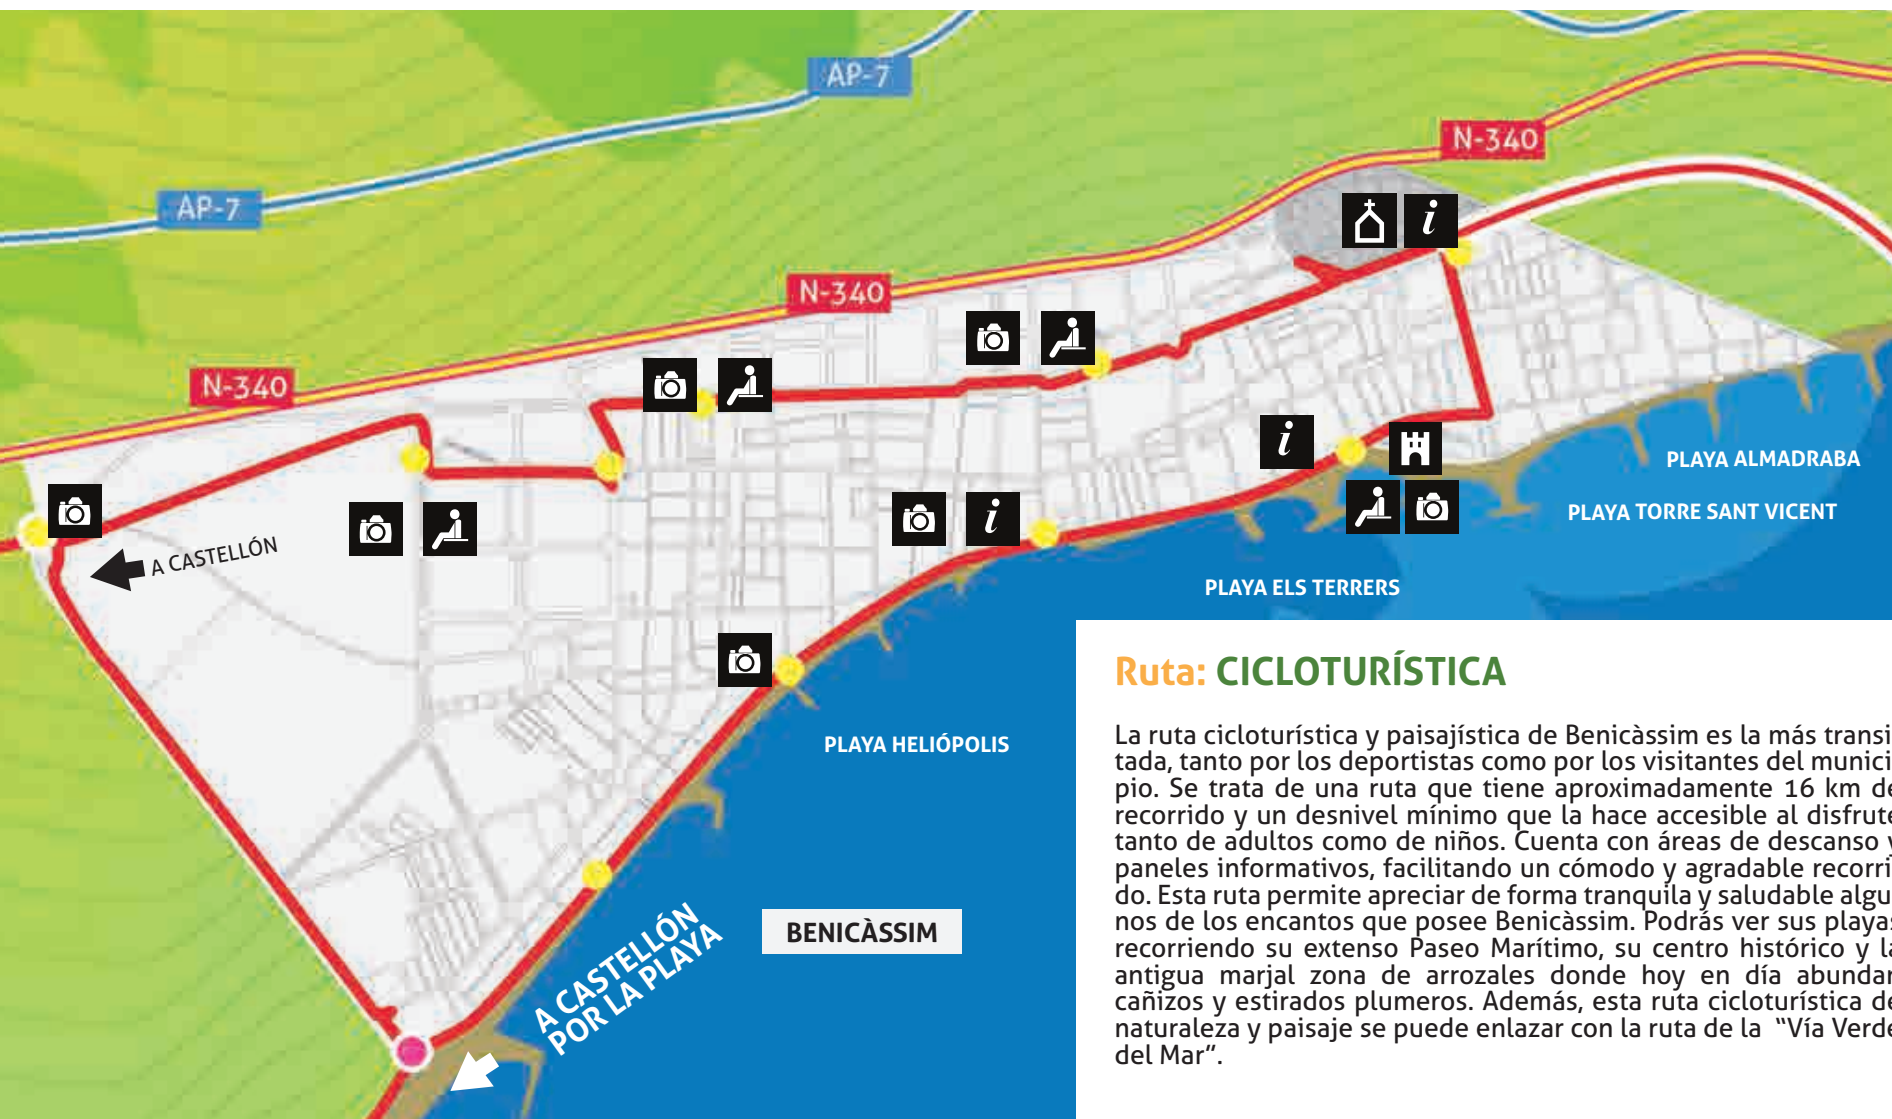 AP-7
AP-7
N-340
N-340
N-340
i
i
i
A CASTELLÓN
PLAYA ALMADRABA
PLAYA TORRE SANT VICENT
PLAYA ELS TERRERS
PLAYA HELIÓPOLIS
BENICÀSSIM
A CASTELLÓN
POR LA PLAYA
Ruta: CICLOTURÍSTICA
La ruta cicloturística y paisajística de Benicàssim es la más transi
tada, tanto por los deportistas como por los visitantes del munici
pio. Se trata de una ruta que tiene aproximadamente 16 km de
recorrido y un desnivel mínimo que la hace accesible al disfrute
tanto de adultos como de niños. Cuenta con áreas de descanso y
paneles informativos, facilitando un cómodo y agradable recorri
do. Esta ruta permite apreciar de forma tranquila y saludable algu
nos de los encantos que posee Benicàssim. Podrás ver sus playas
recorriendo su extenso Paseo Marítimo, su centro histórico y la
antigua marjal zona de arrozales donde hoy en día abundan
cañizos y estirados plumeros. Además, esta ruta cicloturística de
naturaleza y paisaje se puede enlazar con la ruta de la “Vía Verde
del Mar”.